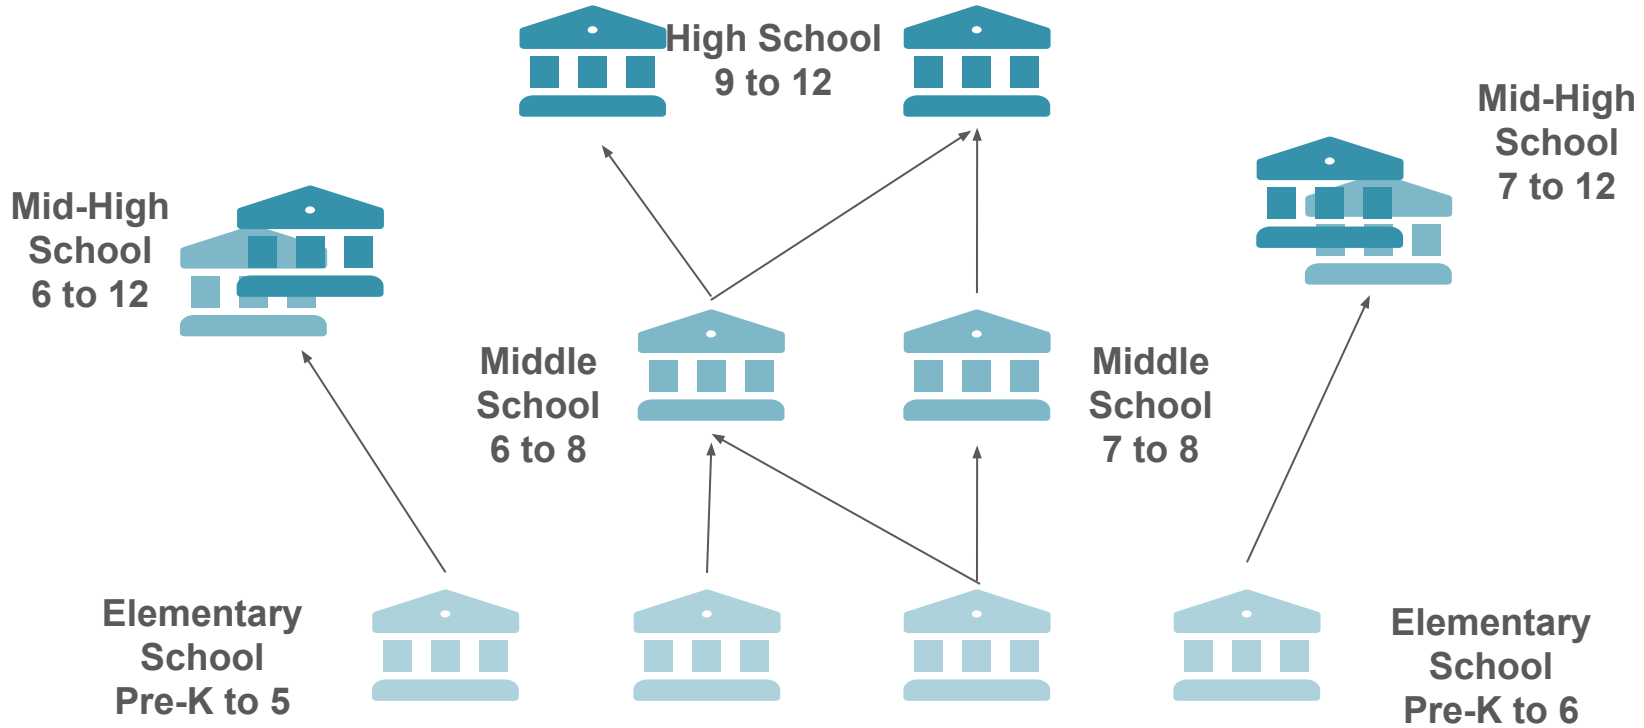 High School
9 to 12
Mid-High
School
7 to 12
Mid-High
School
6 to 12
Middle
School
6 to 8
Middle
School
7 to 8
Elementary
School
Pre-K to 5
Elementary
School
Pre-K to 6